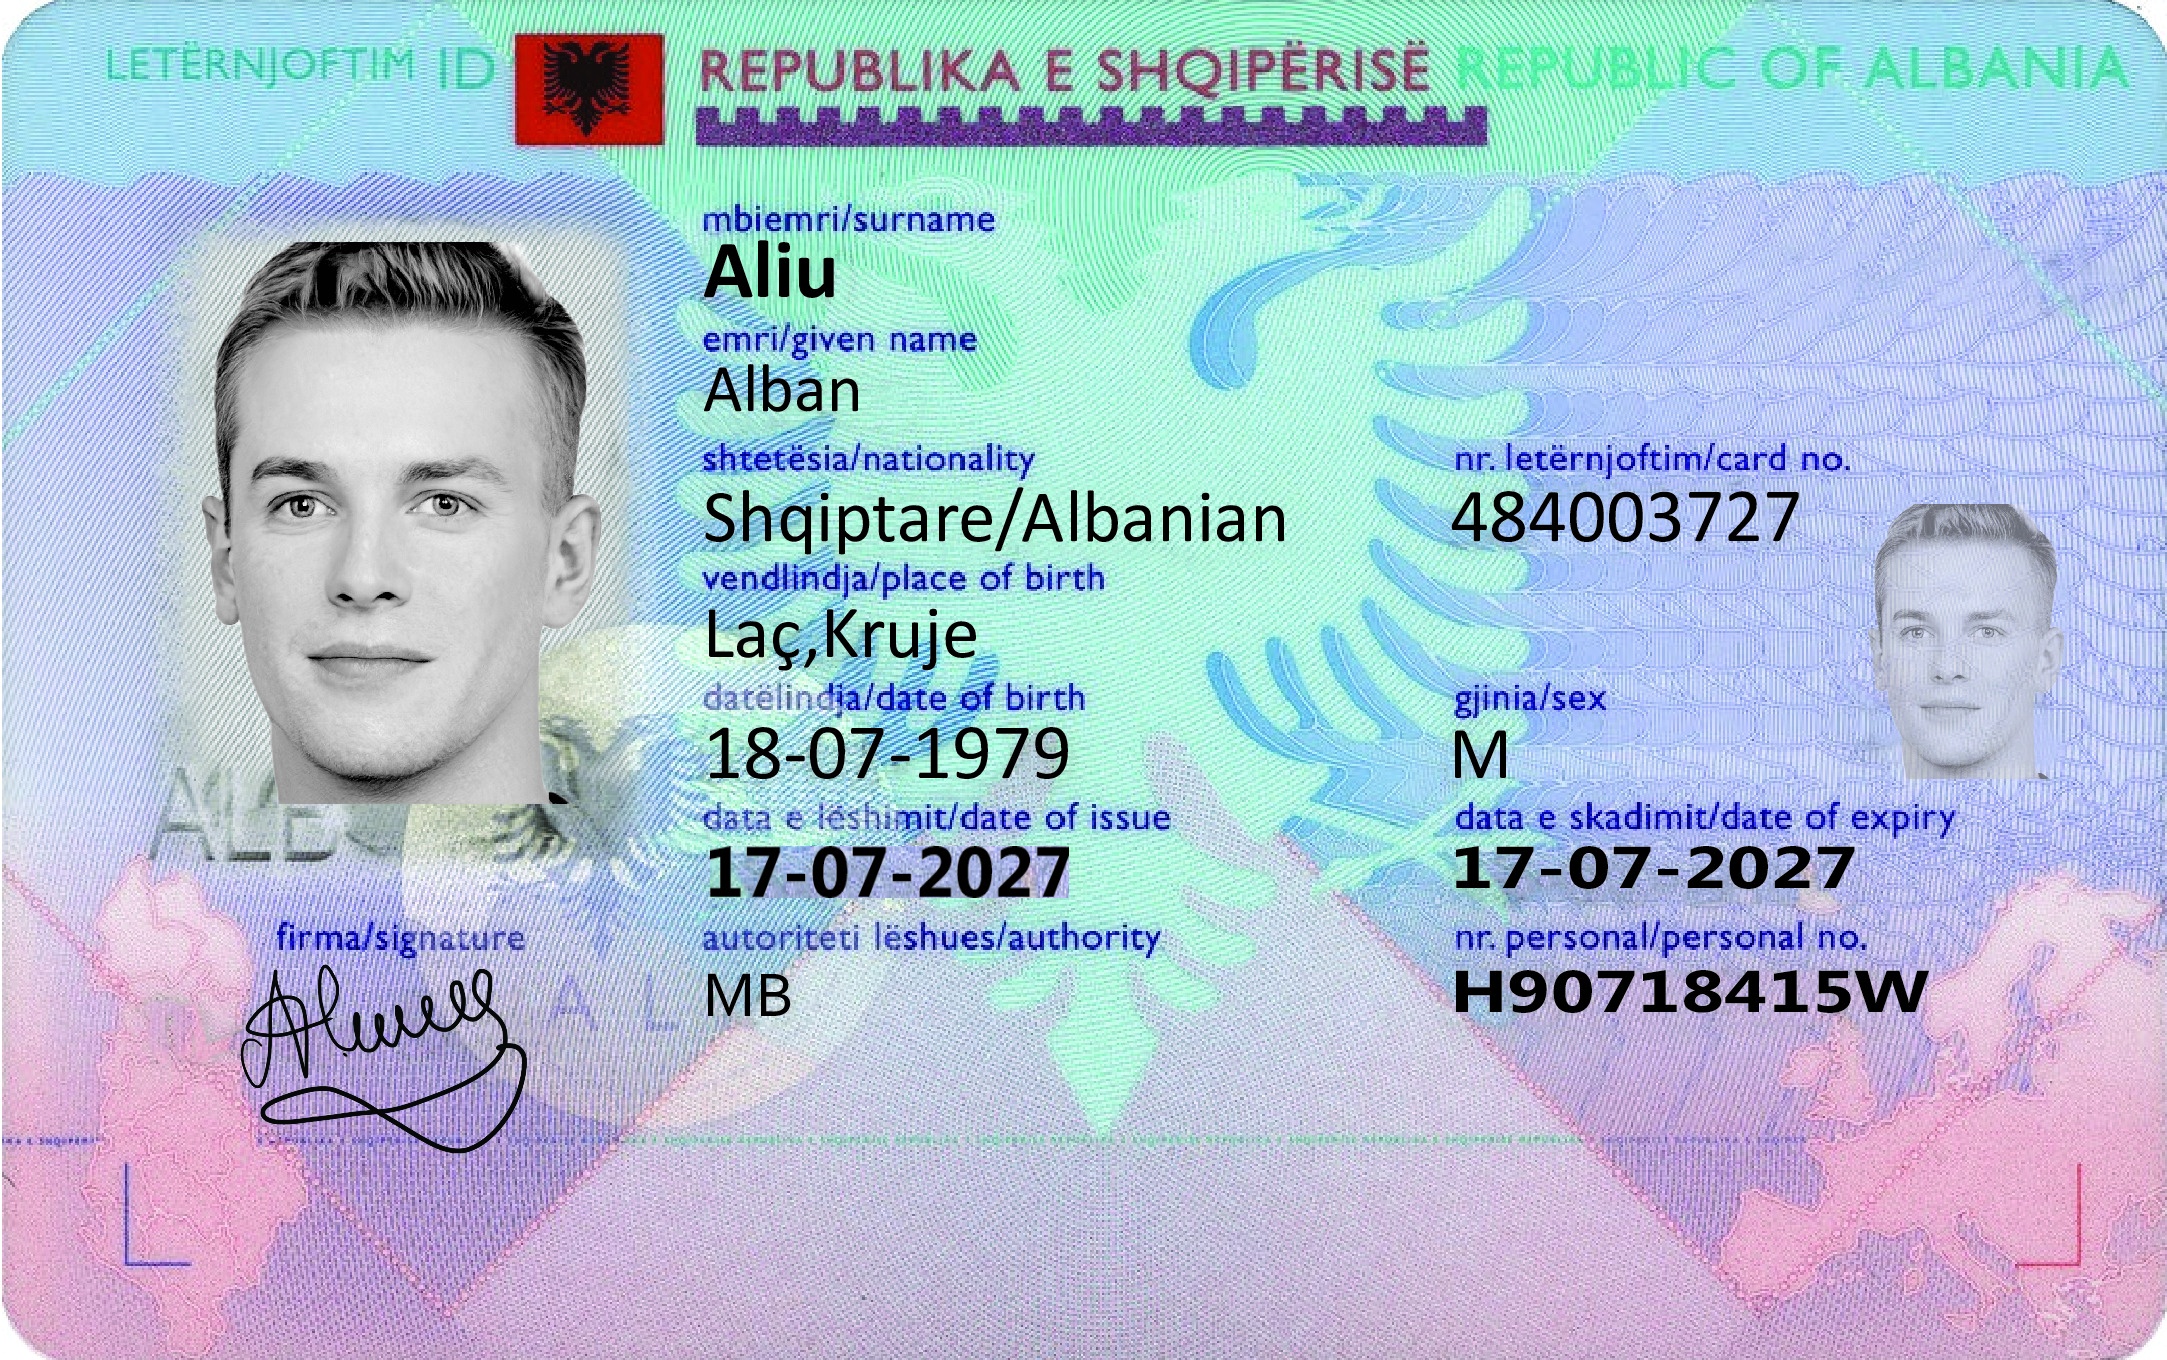 LETËRNJOFTIM ID REPUBLIKA E SHQIPËRISË REPUBLIC OF ALBANIA
mbiemri/surname
Aliu
emri/given name
Alban
shtetësia/nationality
Shqiptare/Albanian
nr. letërnjoftim/card no.
484003727
vendlindja/place of birth
Laç,Kruje
datëlindja/date of birth
18-07-1979
gjinia/sex
M
data e lëshimit/date of issue
17-07-2027
data e skadimit/date of expiry
17-07-2027
firma/signature
autoriteti lëshues/authority
MB
nr. personal/personal no.
H90718415W